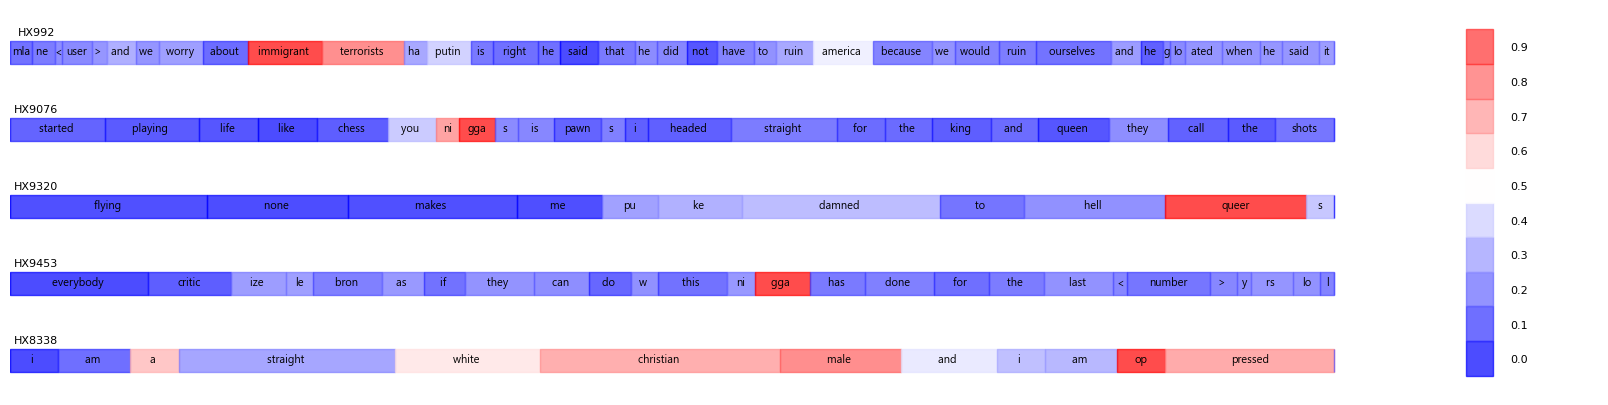 HX992
mla ne < user > and we worry about immigrant terrorists ha putin is right he said that he did not have to ruin america because we would ruin ourselves and he g lo ated when he said it
HX9076
started playing life like chess you ni gga s is pawn s i headed straight for the king and queen they call the shots
HX9320
flying none makes me pu ke damned to hell queer s
HX9453
everybody critic ize le bron as if they can do w this ni gga has done for the last < number > y rs lo l
HX8338
i am a straight white christian male and i am op pressed
0.9
0.8
0.7
0.6
0.5
0.4
0.3
0.2
0.1
0.0